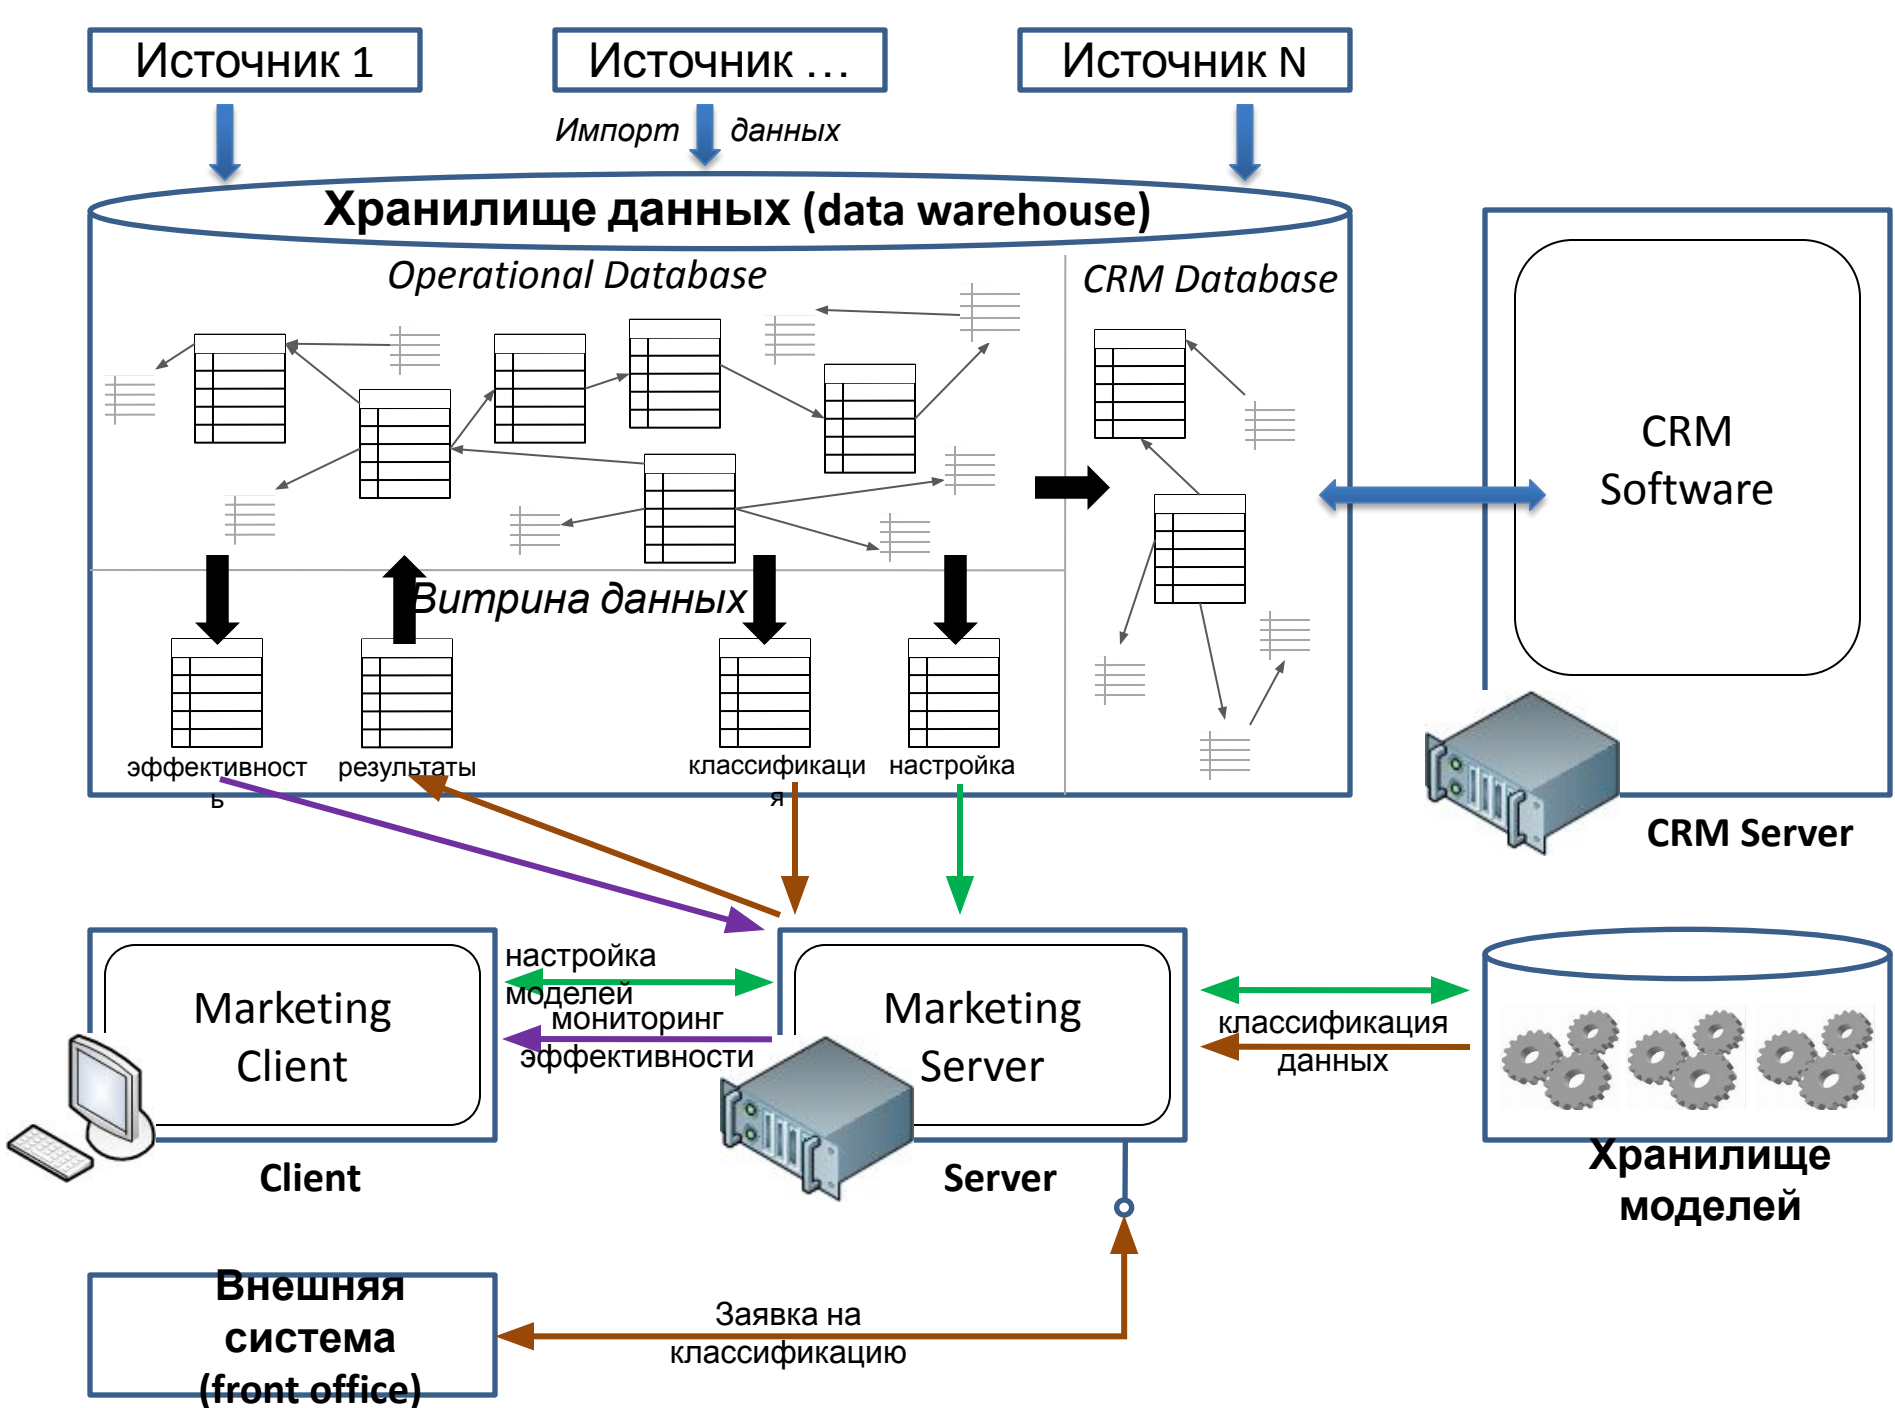 Источник 1
Источник ...
Источник N
Импорт данных
Хранилище данных (data warehouse)
Operational Database
CRM Database
CRM
Software
Витрина данных
эффективност
ь
результаты
классификаци
я
настройка
CRM Server
Marketing
Client
настройка
моделей
мониторинг
эффективности
Marketing
Server
классификация
данных
Client
Server
Хранилище
моделей
Внешняя
система
(front office)
Заявка на
классификацию